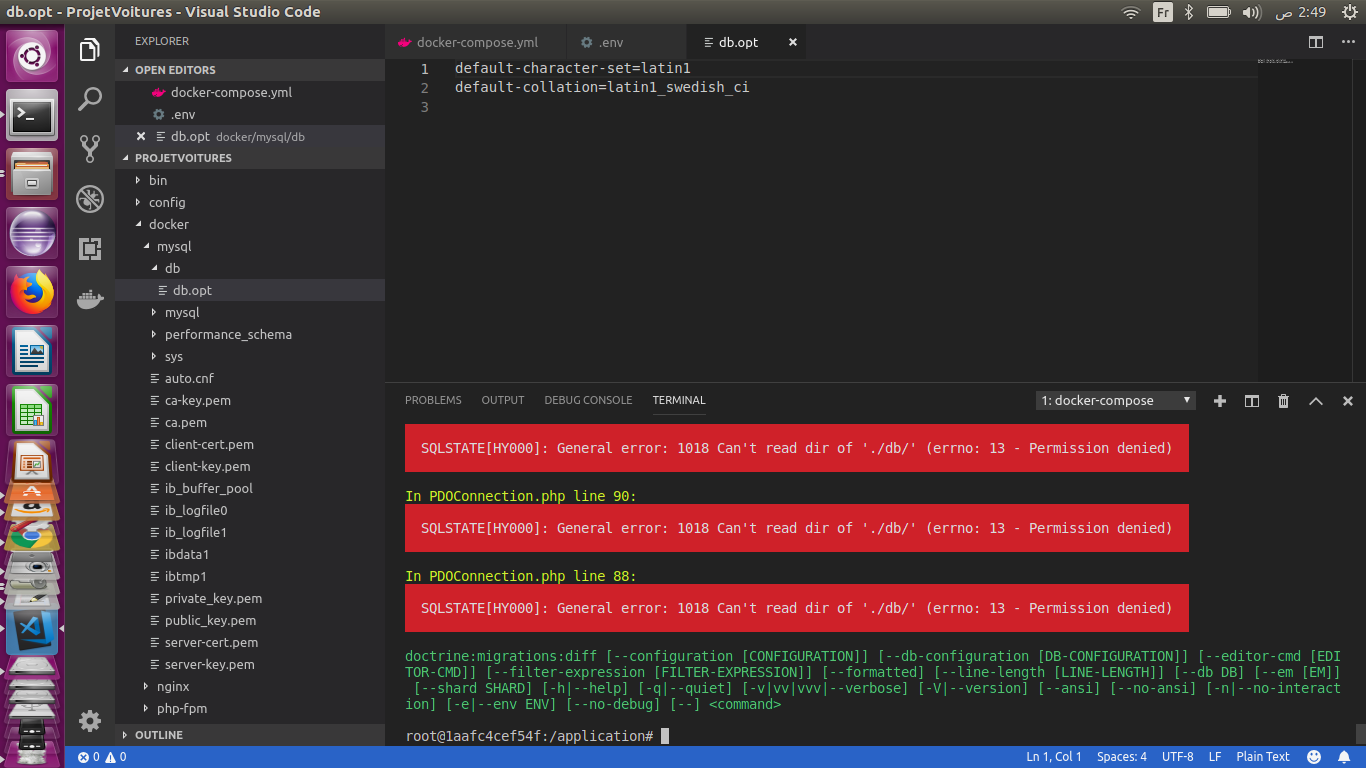 db.opt - ProjetVoitures - Visual Studio Code
Fr
ص 2:49
EXPLORER
OPEN EDITORS
docker-compose.yml
.env
db.opt docker/mysql/db
PROJETVOITURES
bin
config
docker
mysql
db
db.opt
mysql
performance_schema
sys
auto.cnf
ca-key.pem
ca.pem
client-cert.pem
client-key.pem
ib_buffer_pool
ib_logfile0
ib_logfile1
ibdata1
ibtmp1
private_key.pem
public_key.pem
server-cert.pem
server-key.pem
nginx
php-fpm
OUTLINE
docker-compose.yml
.env
db.opt
1 default-character-set=latin1
2 default-collation=latin1_swedish_ci
3
PROBLEMS OUTPUT DEBUG CONSOLE TERMINAL
1: docker-compose
SQLSTATE[HY000]: General error: 1018 Can't read dir of './db/' (errno: 13 - Permission denied)
In PDOConnection.php line 90:
SQLSTATE[HY000]: General error: 1018 Can't read dir of './db/' (errno: 13 - Permission denied)
In PDOConnection.php line 88:
SQLSTATE[HY000]: General error: 1018 Can't read dir of './db/' (errno: 13 - Permission denied)
doctrine:migrations:diff [--configuration [CONFIGURATION]] [--db-configuration [DB-CONFIGURATION]] [--editor-cmd [EDI
TOR-CMD]] [--filter-expression [FILTER-EXPRESSION]] [--formatted] [--line-length [LINE-LENGTH]] [--db DB] [--em [EM]]
[--shard SHARD] [-h|--help] [-q|--quiet] [-v|vv|vvv|--verbose] [-V|--version] [--ansi] [--no-ansi] [-n|--no-interact
ion] [-e|--env ENV] [--no-debug] [--] <command>
root@1aafc4cef54f:/application#
0 0
Ln 1, Col 1 Spaces: 4 UTF-8 LF Plain Text